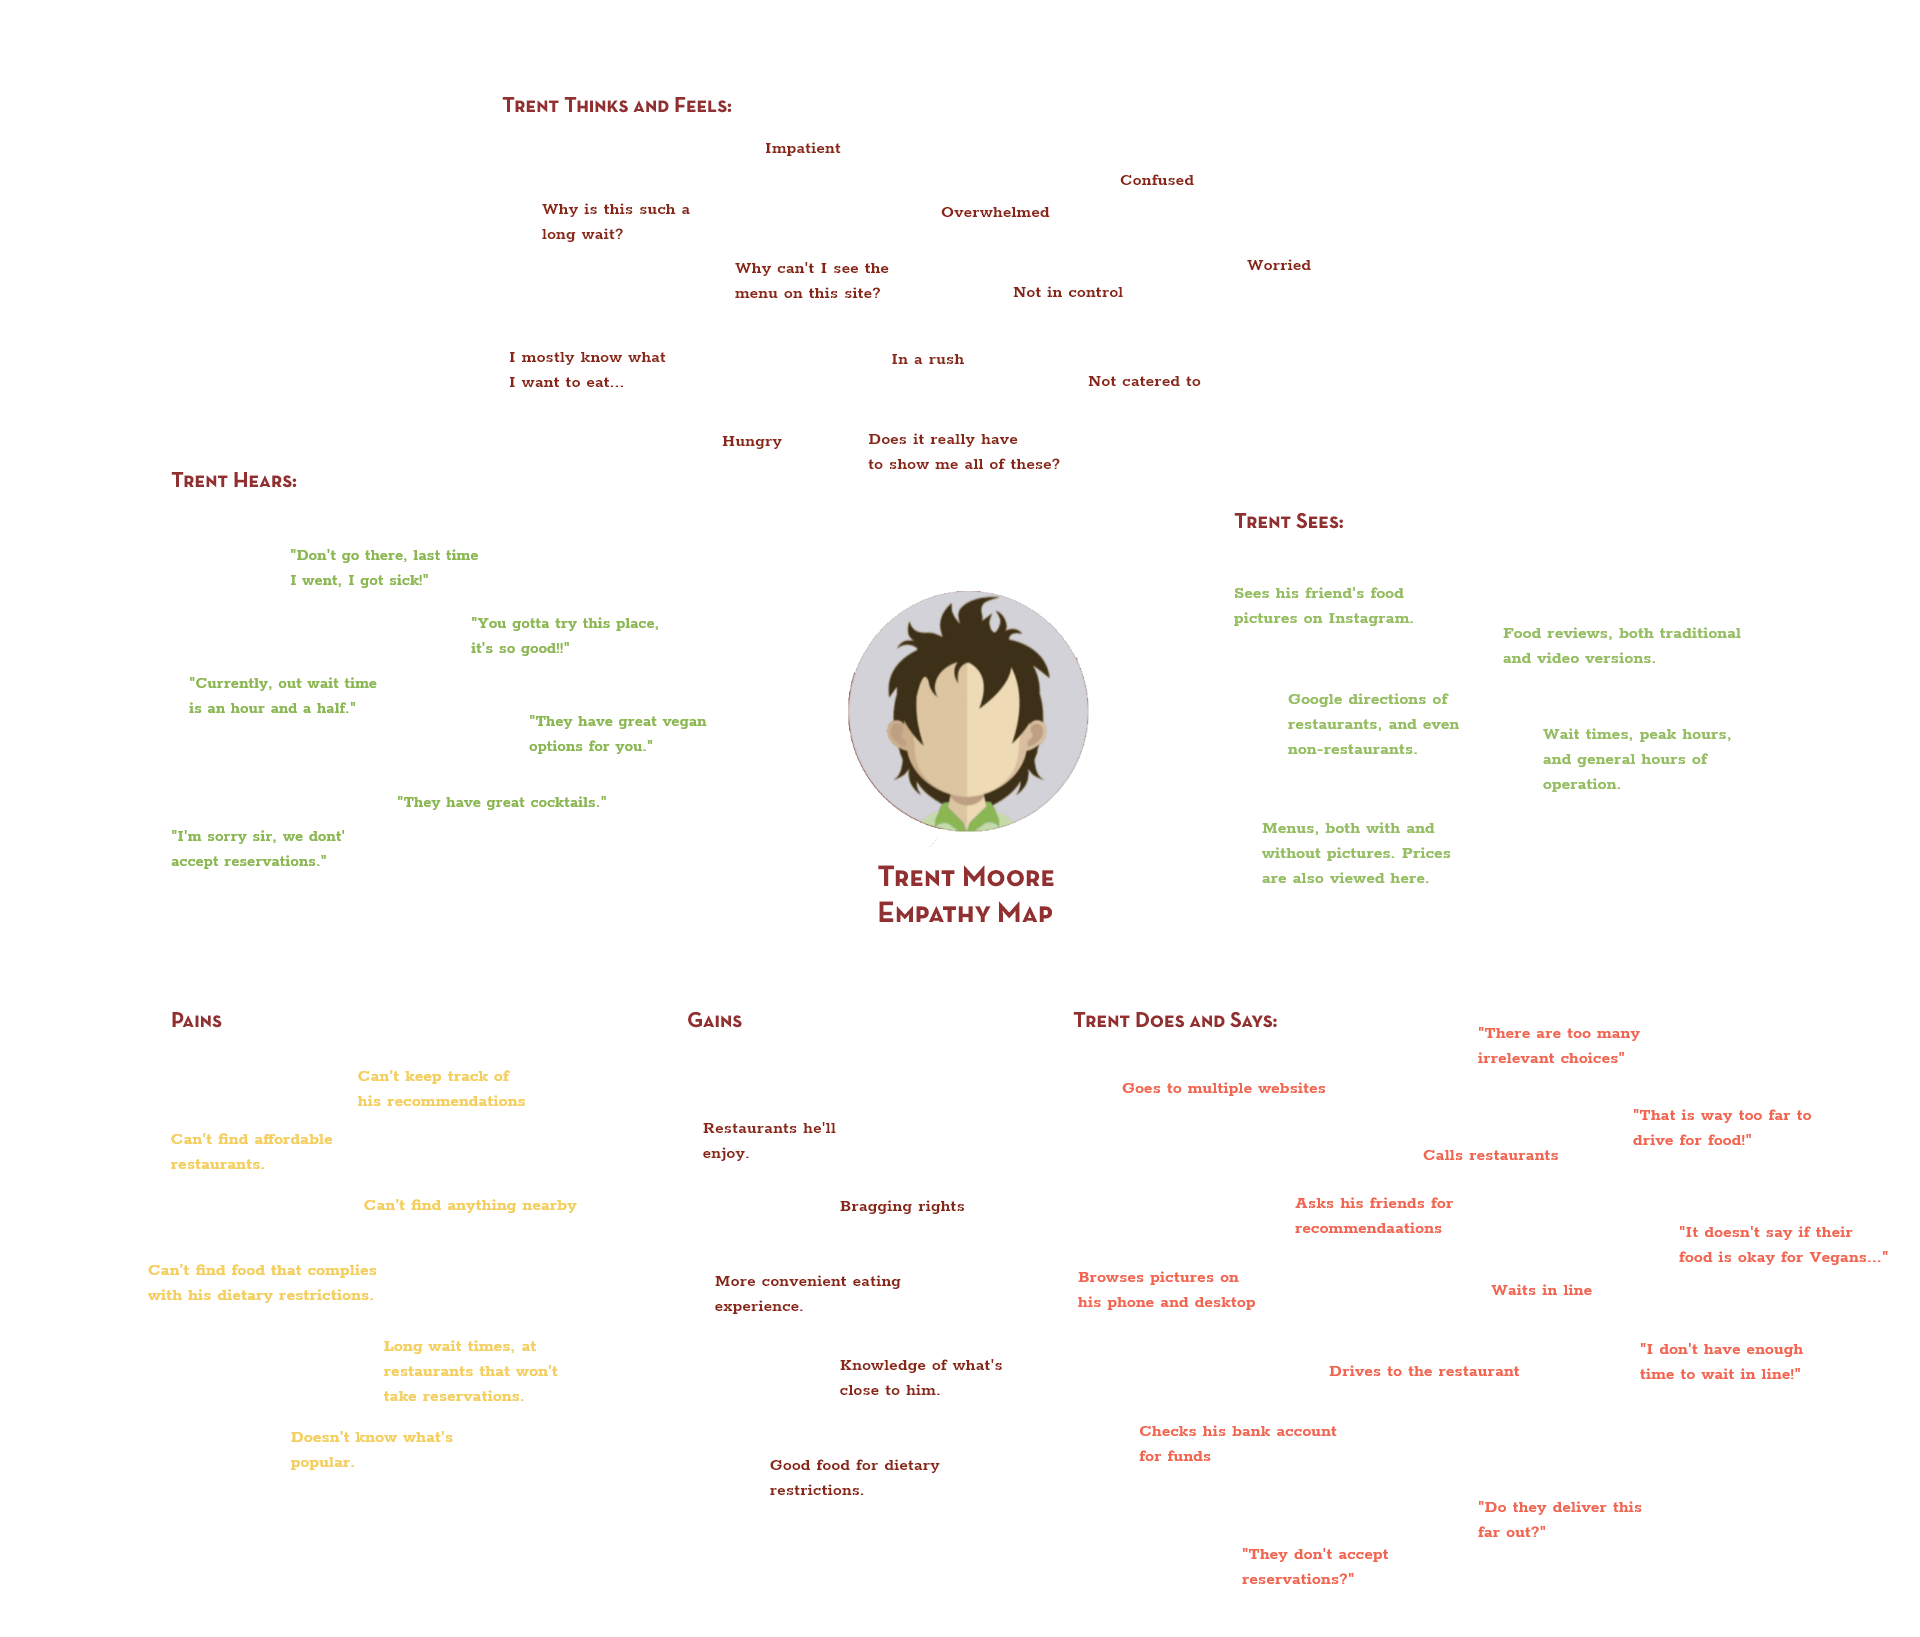 Trent Thinks and Feels:
Impatient
Confused
Why is this such a
long wait?
Overwhelmed
Why can't I see the
menu on this site?
Worried
Not in control
I mostly know what
I want to eat...
In a rush
Not catered to
Hungry
Does it really have
to show me all of these?
Trent Hears:
"Don't go there, last time
I went, I got sick!"
"You gotta try this place,
it's so good!!"
"Currently, out wait time
is an hour and a half."
"They have great vegan
options for you."
"They have great cocktails."
"I'm sorry sir, we dont'
accept reservations."
Trent Sees:
Sees his friend's food
pictures on Instagram.
Food reviews, both traditional
and video versions.
Google directions of
restaurants, and even
non-restaurants.
Wait times, peak hours,
and general hours of
operation.
Menus, both with and
without pictures. Prices
are also viewed here.
Trent Moore
Empathy Map
Pains
Can't keep track of
his recommendations
Can't find affordable
restaurants.
Can't find anything nearby
Can't find food that complies
with his dietary restrictions.
Long wait times, at
restaurants that won't
take reservations.
Doesn't know what's
popular.
Gains
Restaurants he'll
enjoy.
Bragging rights
More convenient eating
experience.
Knowledge of what's
close to him.
Good food for dietary
restrictions.
Trent Does and Says:
"There are too many
irrelevant choices"
Goes to multiple websites
"That is way too far to
drive for food!"
Calls restaurants
Asks his friends for
recommendaations
"It doesn't say if their
food is okay for Vegans..."
Browses pictures on
his phone and desktop
Waits in line
"I don't have enough
time to wait in line!"
Drives to the restaurant
Checks his bank account
for funds
"Do they deliver this
far out?"
"They don't accept
reservations?"